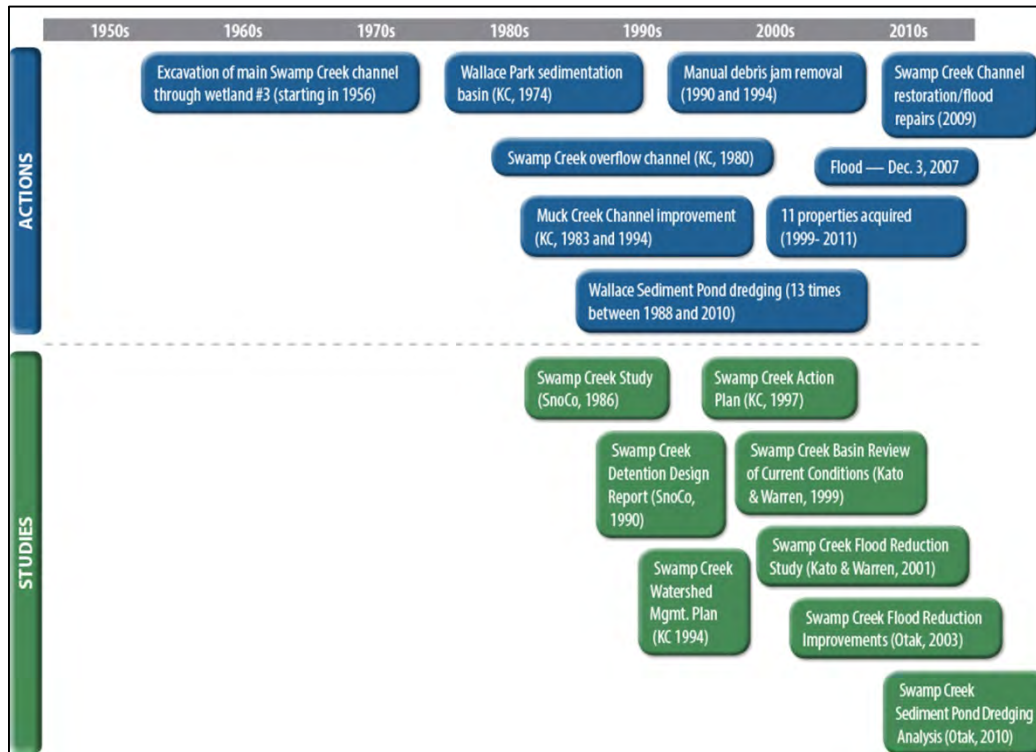 1950s 1960s 1970s 1980s 1990s 2000s 2010s
ACTIONS
Excavation of main Swamp Creek channel
through wetland #3 (starting in 1956)
Wallace Park sedimentation
basin (KC, 1974)
Manual debris jam removal
(1990 and 1994)
Swamp Creek Channel
restoration/flood
repairs (2009)
Swamp Creek overflow channel (KC, 1980)
Flood — Dec. 3, 2007
Muck Creek Channel improvement
(KC, 1983 and 1994)
11 properties acquired
(1999- 2011)
Wallace Sediment Pond dredging (13 times
between 1988 and 2010)
STUDIES
Swamp Creek Study
(SnoCo, 1986)
Swamp Creek Action
Plan (KC, 1997)
Swamp Creek
Detention Design
Report (SnoCo,
1990)
Swamp Creek Basin Review
of Current Conditions (Kato
& Warren, 1999)
Swamp Creek Flood Reduction
Study (Kato & Warren, 2001)
Swamp Creek
Watershed
Mgmt. Plan
(KC 1994)
Swamp Creek Flood Reduction
Improvements (Otak, 2003)
Swamp Creek
Sediment Pond Dredging
Analysis (Otak, 2010)